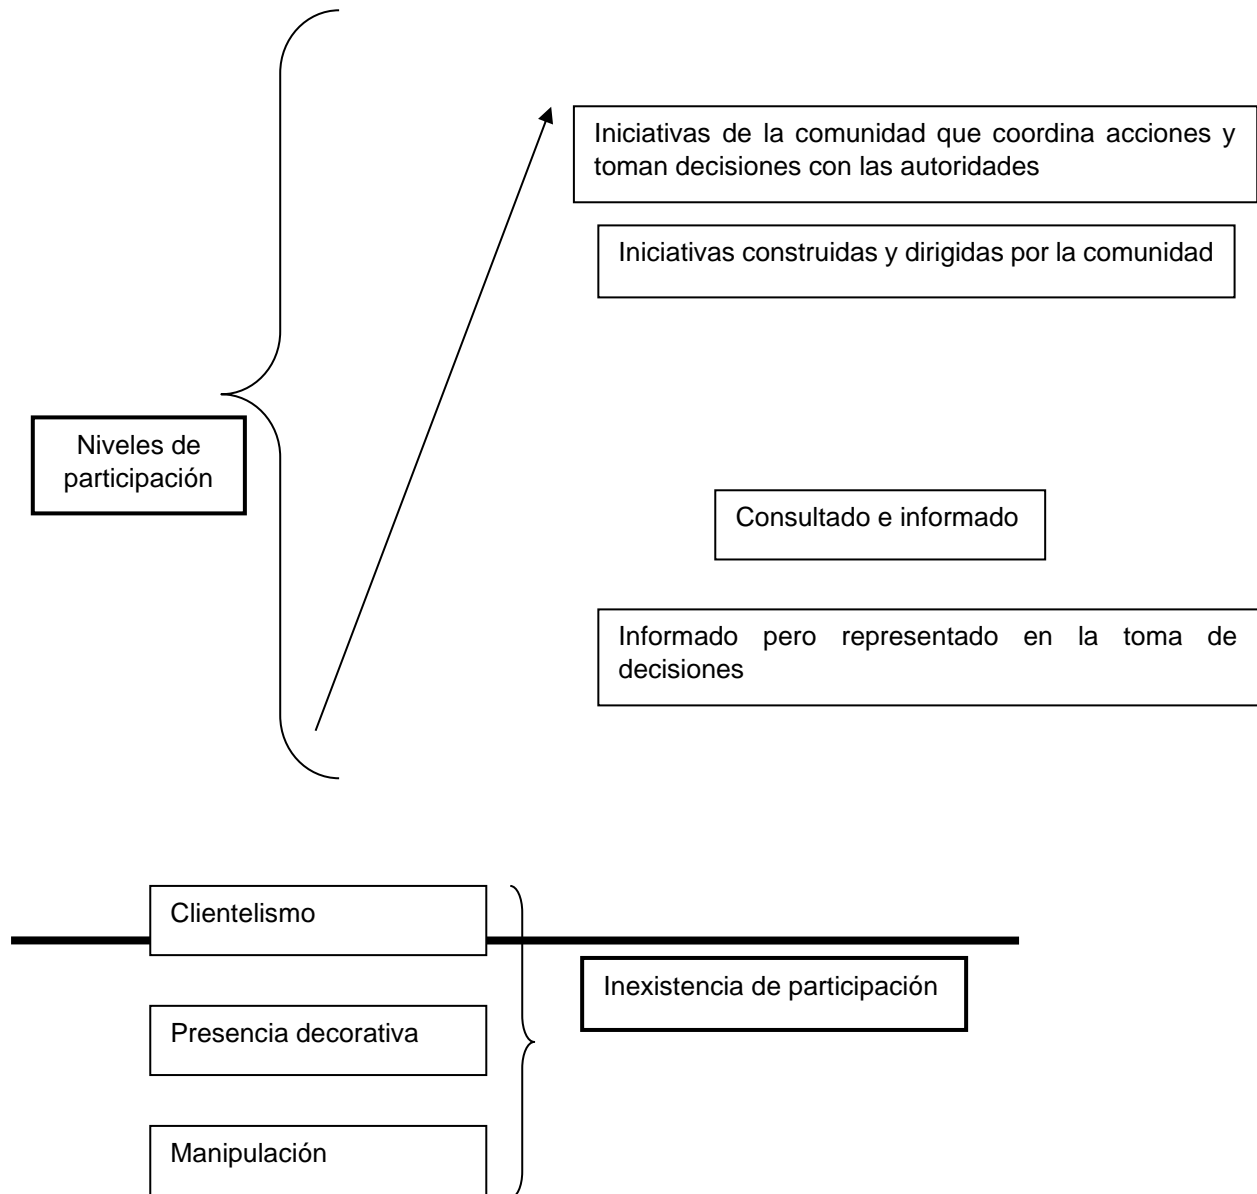 Iniciativas de la comunidad que coordina acciones y
toman decisiones con las autoridades
Iniciativas construidas y dirigidas por la comunidad
Niveles de
participación
Consultado e informado
Informado pero representado en la toma de
decisiones
Clientelismo
Inexistencia de participación
Presencia decorativa
Manipulación